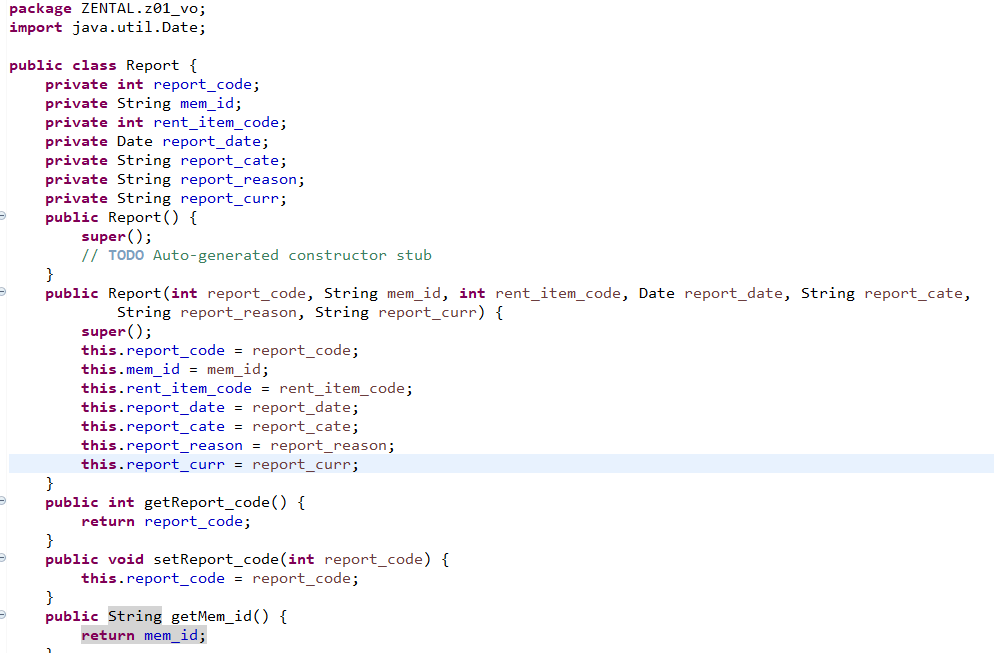 package ZENTAL.z01_vo;
import java.util.Date;
public class Report {
    private int report_code;
    private String mem_id;
    private int rent_item_code;
    private Date report_date;
    private String report_cate;
    private String report_reason;
    private String report_curr;
    public Report() {
        super();
        // TODO Auto-generated constructor stub
    }
    public Report(int report_code, String mem_id, int rent_item_code, Date report_date, String report_cate,
            String report_reason, String report_curr) {
        super();
        this.report_code = report_code;
        this.mem_id = mem_id;
        this.rent_item_code = rent_item_code;
        this.report_date = report_date;
        this.report_cate = report_cate;
        this.report_reason = report_reason;
        this.report_curr = report_curr;
    }
    public int getReport_code() {
        return report_code;
    }
    public void setReport_code(int report_code) {
        this.report_code = report_code;
    }
    public String getMem_id() {
        return mem_id;
    }